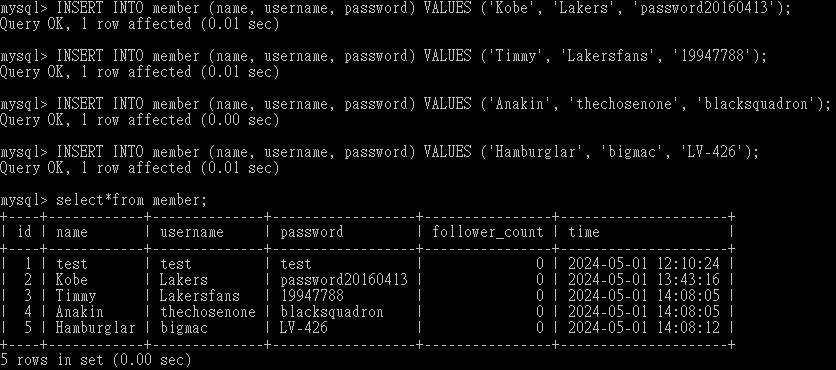 mysql> INSERT INTO member (name, username, password) VALUES ('Kobe', 'Lakers', 'password20160413');
Query OK, 1 row affected (0.01 sec)
mysql> INSERT INTO member (name, username, password) VALUES ('Timmy', 'Lakersfans', '19947788');
Query OK, 1 row affected (0.01 sec)
mysql> INSERT INTO member (name, username, password) VALUES ('Anakin', 'thechosenone', 'blacksquadron');
Query OK, 1 row affected (0.00 sec)
mysql> INSERT INTO member (name, username, password) VALUES ('Hamburglar', 'bigmac', 'LV-426');
Query OK, 1 row affected (0.01 sec)
mysql> select*from member;
+----+------------+--------------+------------------+----------------+---------------------+
| id | name       | username     | password         | follower_count | time                |
+----+------------+--------------+------------------+----------------+---------------------+
|  1 | test       | test         | test             |              0 | 2024-05-01 12:10:24 |
|  2 | Kobe       | Lakers       | password20160413 |              0 | 2024-05-01 13:43:16 |
|  3 | Timmy      | Lakersfans   | 19947788         |              0 | 2024-05-01 14:08:05 |
|  4 | Anakin     | thechosenone | blacksquadron    |              0 | 2024-05-01 14:08:05 |
|  5 | Hamburglar | bigmac       | LV-426           |              0 | 2024-05-01 14:08:12 |
+----+------------+--------------+------------------+----------------+---------------------+
5 rows in set (0.00 sec)